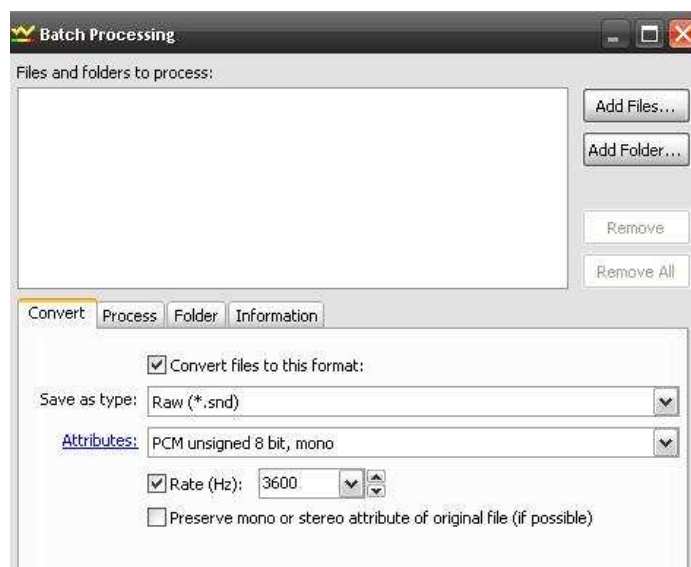 Batch Processing
Files and folders to process:
Add Files...
Add Folder...
Remove
Remove All
Convert Process Folder Information
Convert files to this format:
Save as type: Raw (*.snd)
Attributes: PCM unsigned 8 bit, mono
Rate (Hz): 3600
Preserve mono or stereo attribute of original file (if possible)